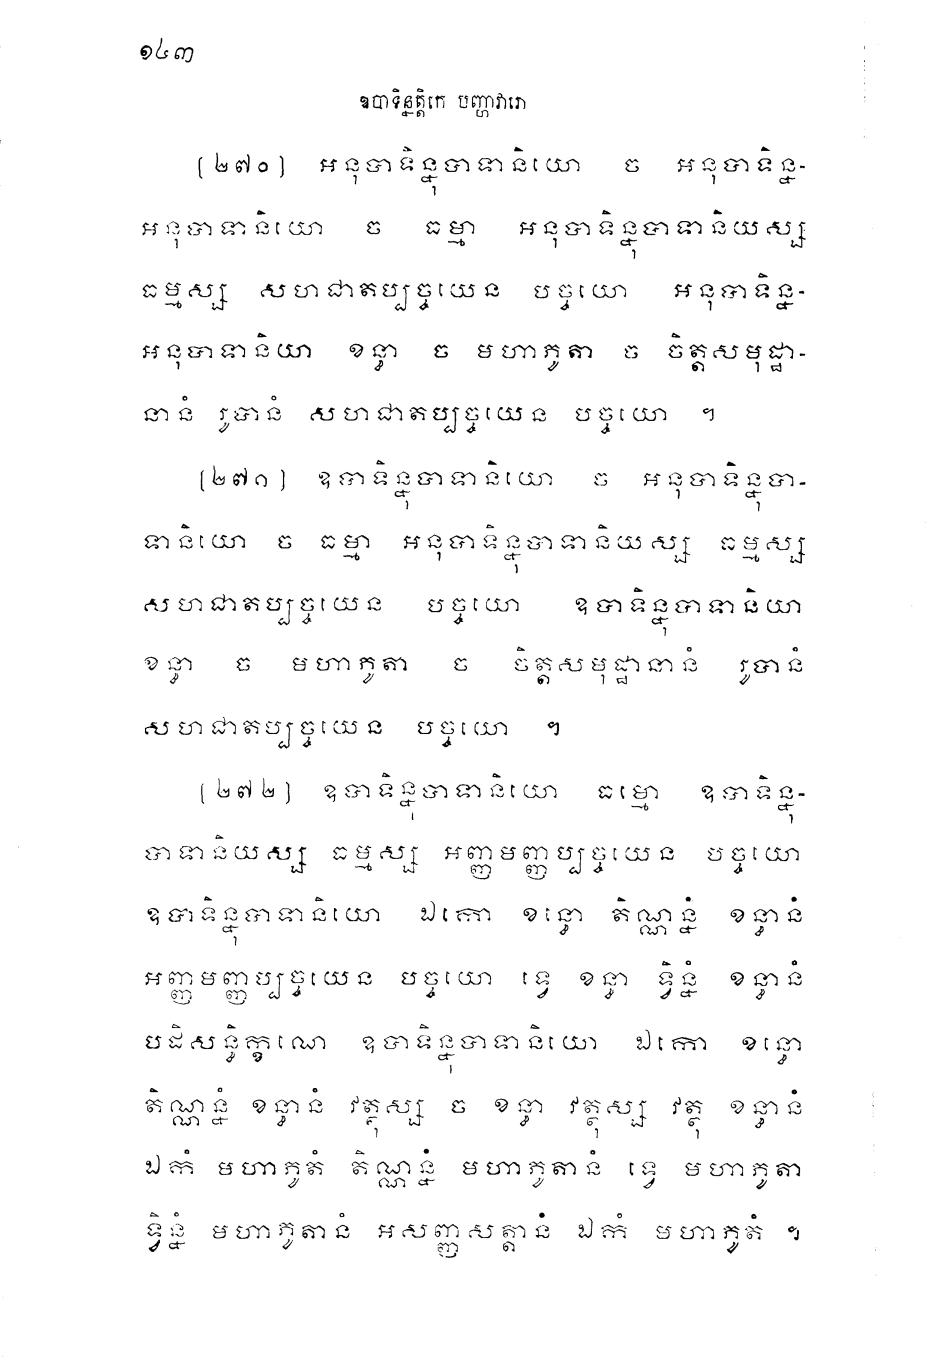 ១៤៣
ឧបាទិន្នត្តិកេ បញ្ហាវារោ
(២៧០) អនុបាទិន្នុបាទានិយោ ច អនុបាទិន្ន-
អនុបាទានិយោ ច ធម្មា អនុបាទិន្នុបាទានិយស្ស
ធម្មស្ស សហជាតប្បច្ចយេន បច្ចយោ អនុបាទិន្ន-
អនុបាទានិយា ខន្ធា ច មហាភូតា ច ចិត្តសមុដ្ឋា-
នានំ រូបានំ សហជាតប្បច្ចយេន បច្ចយោ ។
(២៧១) ឧបាទិន្នុបាទានិយោ ច អនុបាទិន្នុបា-
ទានិយោ ច ធម្មា អនុបាទិន្នុបាទានិយស្ស ធម្មស្ស
សហជាតប្បច្ចយេន បច្ចយោ ឧបាទិន្នុបាទានិយា
ខន្ធា ច មហាភូតា ច ចិត្តសមុដ្ឋានានំ រូបានំ
សហជាតប្បច្ចយេន បច្ចយោ ។
(២៧២) ឧបាទិន្នុបាទានិយោ ធម្មោ ឧបាទិន្នុ-
បាទានិយស្ស ធម្មស្ស អញ្ញមញ្ញប្បច្ចយេន បច្ចយោ
ឧបាទិន្នុបាទានិយោ ឯកោ ខន្ធោ តិណ្ណន្នំ ខន្ធានំ
អញ្ញមញ្ញប្បច្ចយេន បច្ចយោ ទ្វេ ខន្ធា ទ្វិន្នំ ខន្ធានំ
បដិសន្ធិក្ខណេ ឧបាទិន្នុបាទានិយោ ឯកោ ខន្ធោ
តិណ្ណន្នំ ខន្ធានំ វត្ថុស្ស ច ខន្ធា វត្ថុស្ស វត្ថុ ខន្ធានំ
ឯកំ មហាភូតំ តិណ្ណន្នំ មហាភូតានំ ទ្វេ មហាភូតា
ទ្វិន្នំ មហាភូតានំ អសញ្ញសត្តានំ ឯកំ មហាភូតំ ។